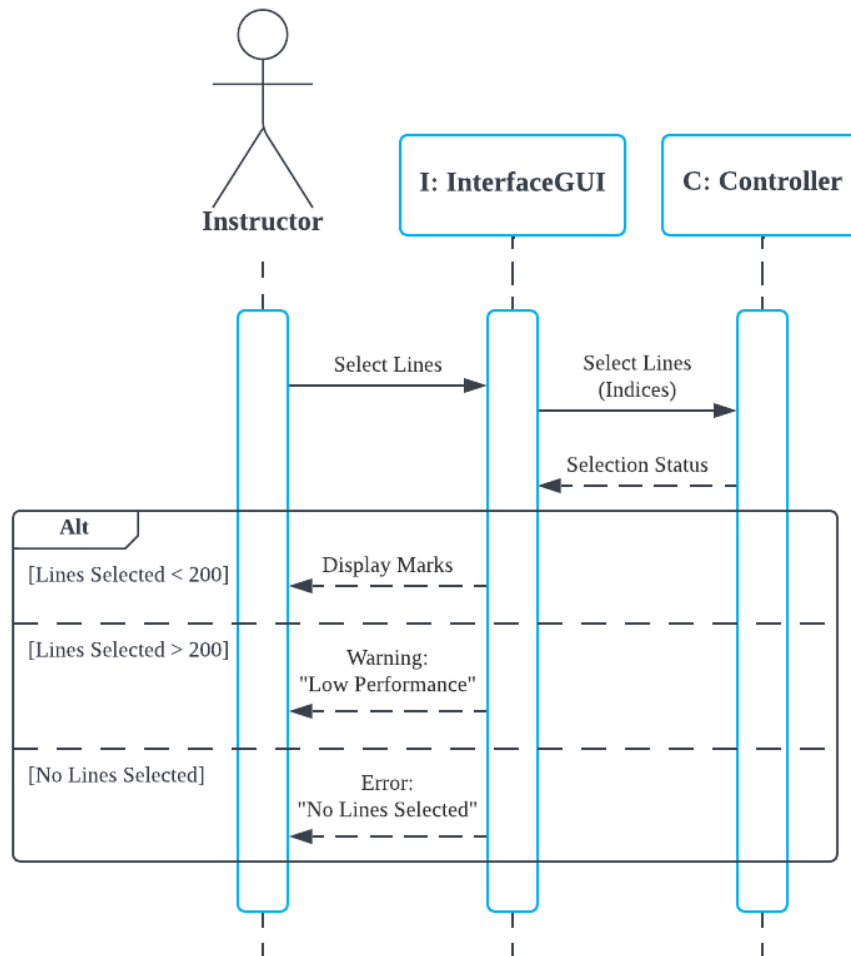 I: InterfaceGUI
C: Controller
Instructor
Select Lines
Select Lines
(Indices)
Selection Status
Alt
[Lines Selected < 200]
Display Marks
[Lines Selected > 200]
Warning:
"Low Performance"
[No Lines Selected]
Error:
"No Lines Selected"